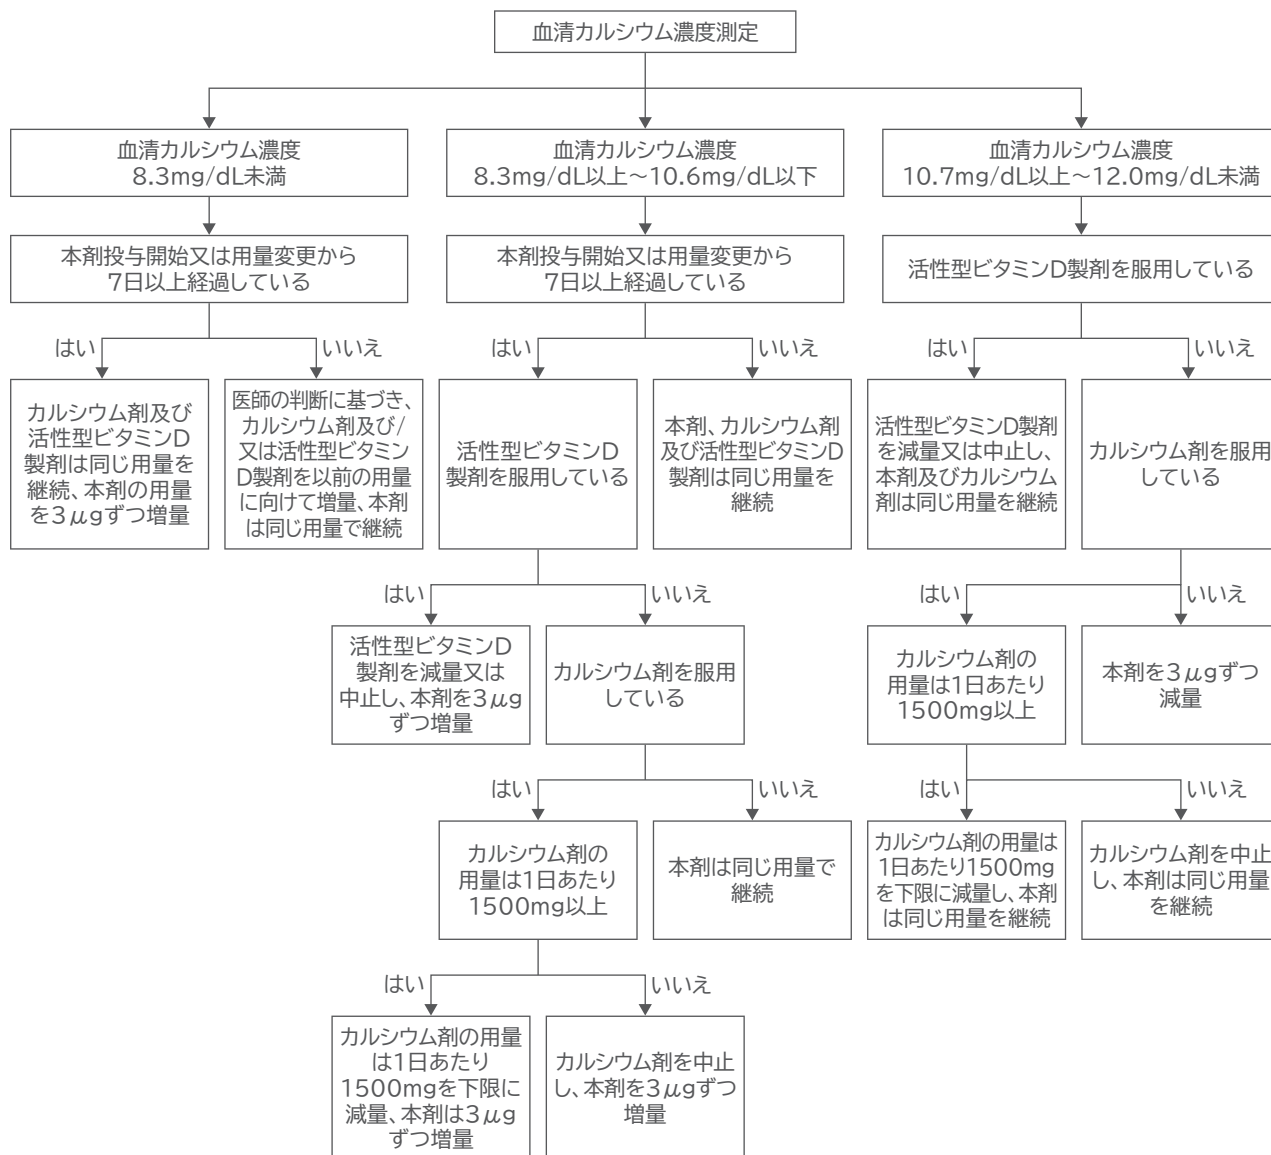 血清カルシウム濃度測定
血清カルシウム濃度
8.3mg/dL未満
血清カルシウム濃度
8.3mg/dL以上～10.6mg/dL以下
血清カルシウム濃度
10.7mg/dL以上～12.0mg/dL未満
本剤投与開始又は用量変更から
7日以上経過している
本剤投与開始又は用量変更から
7日以上経過している
活性型ビタミンD製剤を服用している
はい
いいえ
はい
いいえ
はい
いいえ
カルシウム剤及び
活性型ビタミンD
製剤は同じ用量を
継続、本剤の用量
を3μgずつ増量
医師の判断に基づき、
カルシウム剤及び/
又は活性型ビタミン
D製剤を以前の用量
に向けて増量、本剤
は同じ用量で継続
活性型ビタミンD
製剤を服用している
本剤、カルシウム剤
及び活性型ビタミンD
製剤は同じ用量を
継続
活性型ビタミンD製剤
を減量又は中止し、
本剤及びカルシウム
剤は同じ用量を継続
カルシウム剤を服用
している
はい
いいえ
はい
いいえ
活性型ビタミンD
製剤を減量又は
中止し、本剤を3μg
ずつ増量
カルシウム剤を服用
している
カルシウム剤の
用量は1日あたり
1500mg以上
本剤を3μgずつ
減量
はい
いいえ
はい
いいえ
カルシウム剤の
用量は1日あたり
1500mg以上
本剤は同じ用量で
継続
カルシウム剤の用量は
1日あたり1500mg
を下限に減量し、本剤
は同じ用量を継続
カルシウム剤を中止
し、本剤は同じ用量
を継続
はい
いいえ
カルシウム剤の用量
は1日あたり
1500mgを下限に
減量、本剤は3μg
ずつ増量
カルシウム剤を中止
し、本剤を3μgずつ
増量